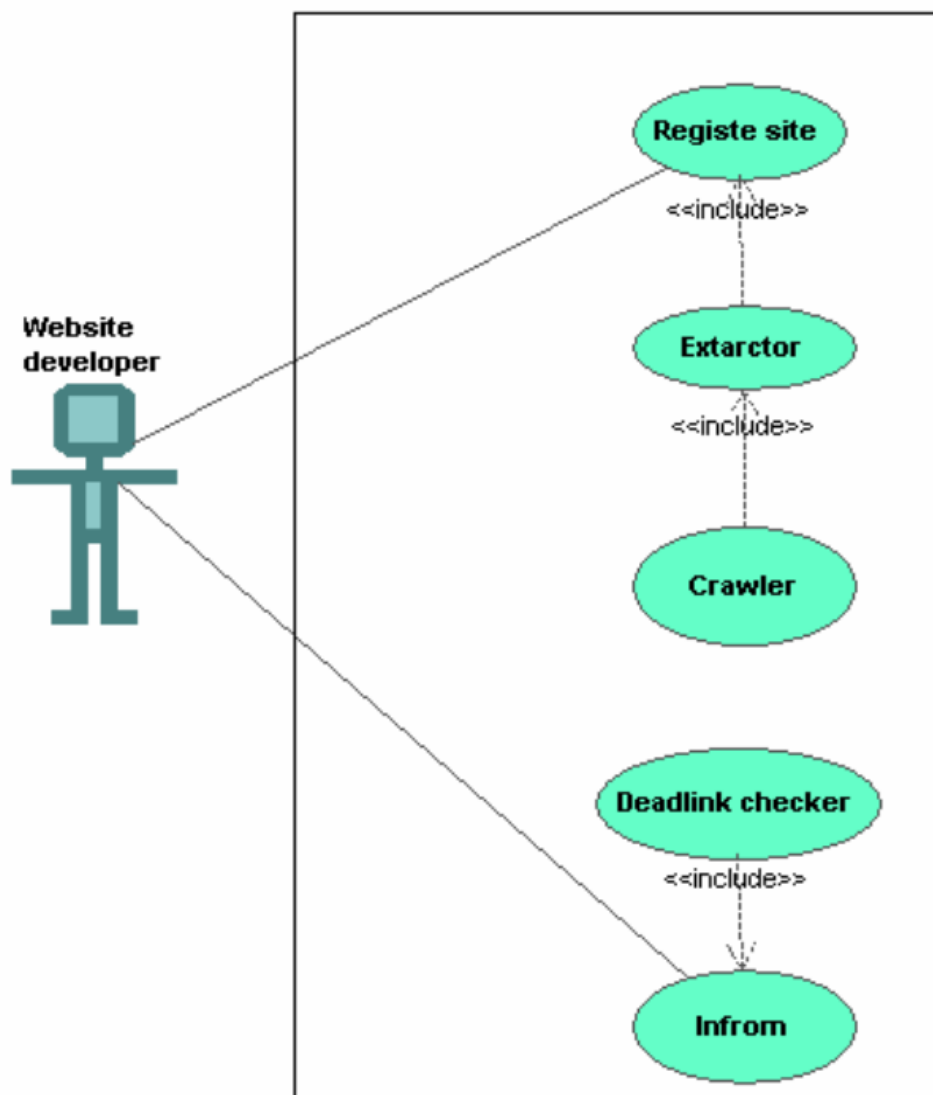 Registe site
<<include>>
Website
developer
Extarctor
<<include>>
Crawler
Deadlink checker
<<include>>
Infrom